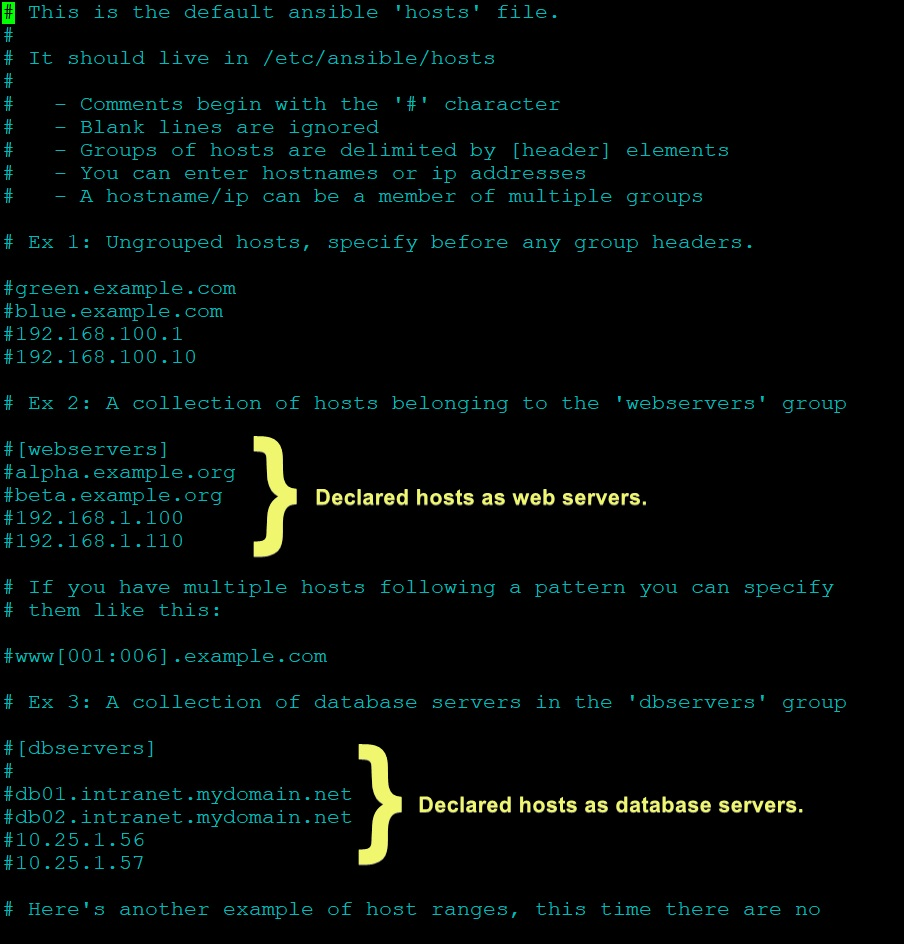 # This is the default ansible 'hosts' file.
#
# It should live in /etc/ansible/hosts
#
#   - Comments begin with the '#' character
#   - Blank lines are ignored
#   - Groups of hosts are delimited by [header] elements
#   - You can enter hostnames or ip addresses
#   - A hostname/ip can be a member of multiple groups
# Ex 1: Ungrouped hosts, specify before any group headers.
#green.example.com
#blue.example.com
#192.168.100.1
#192.168.100.10
# Ex 2: A collection of hosts belonging to the 'webservers' group
#[webservers]
#alpha.example.org
#beta.example.org
#192.168.1.100
#192.168.1.110
Declared hosts as web servers.
# If you have multiple hosts following a pattern you can specify
# them like this:
#www[001:006].example.com
# Ex 3: A collection of database servers in the 'dbservers' group
#[dbservers]
#
#db01.intranet.mydomain.net
#db02.intranet.mydomain.net
#10.25.1.56
#10.25.1.57
Declared hosts as database servers.
# Here's another example of host ranges, this time there are no